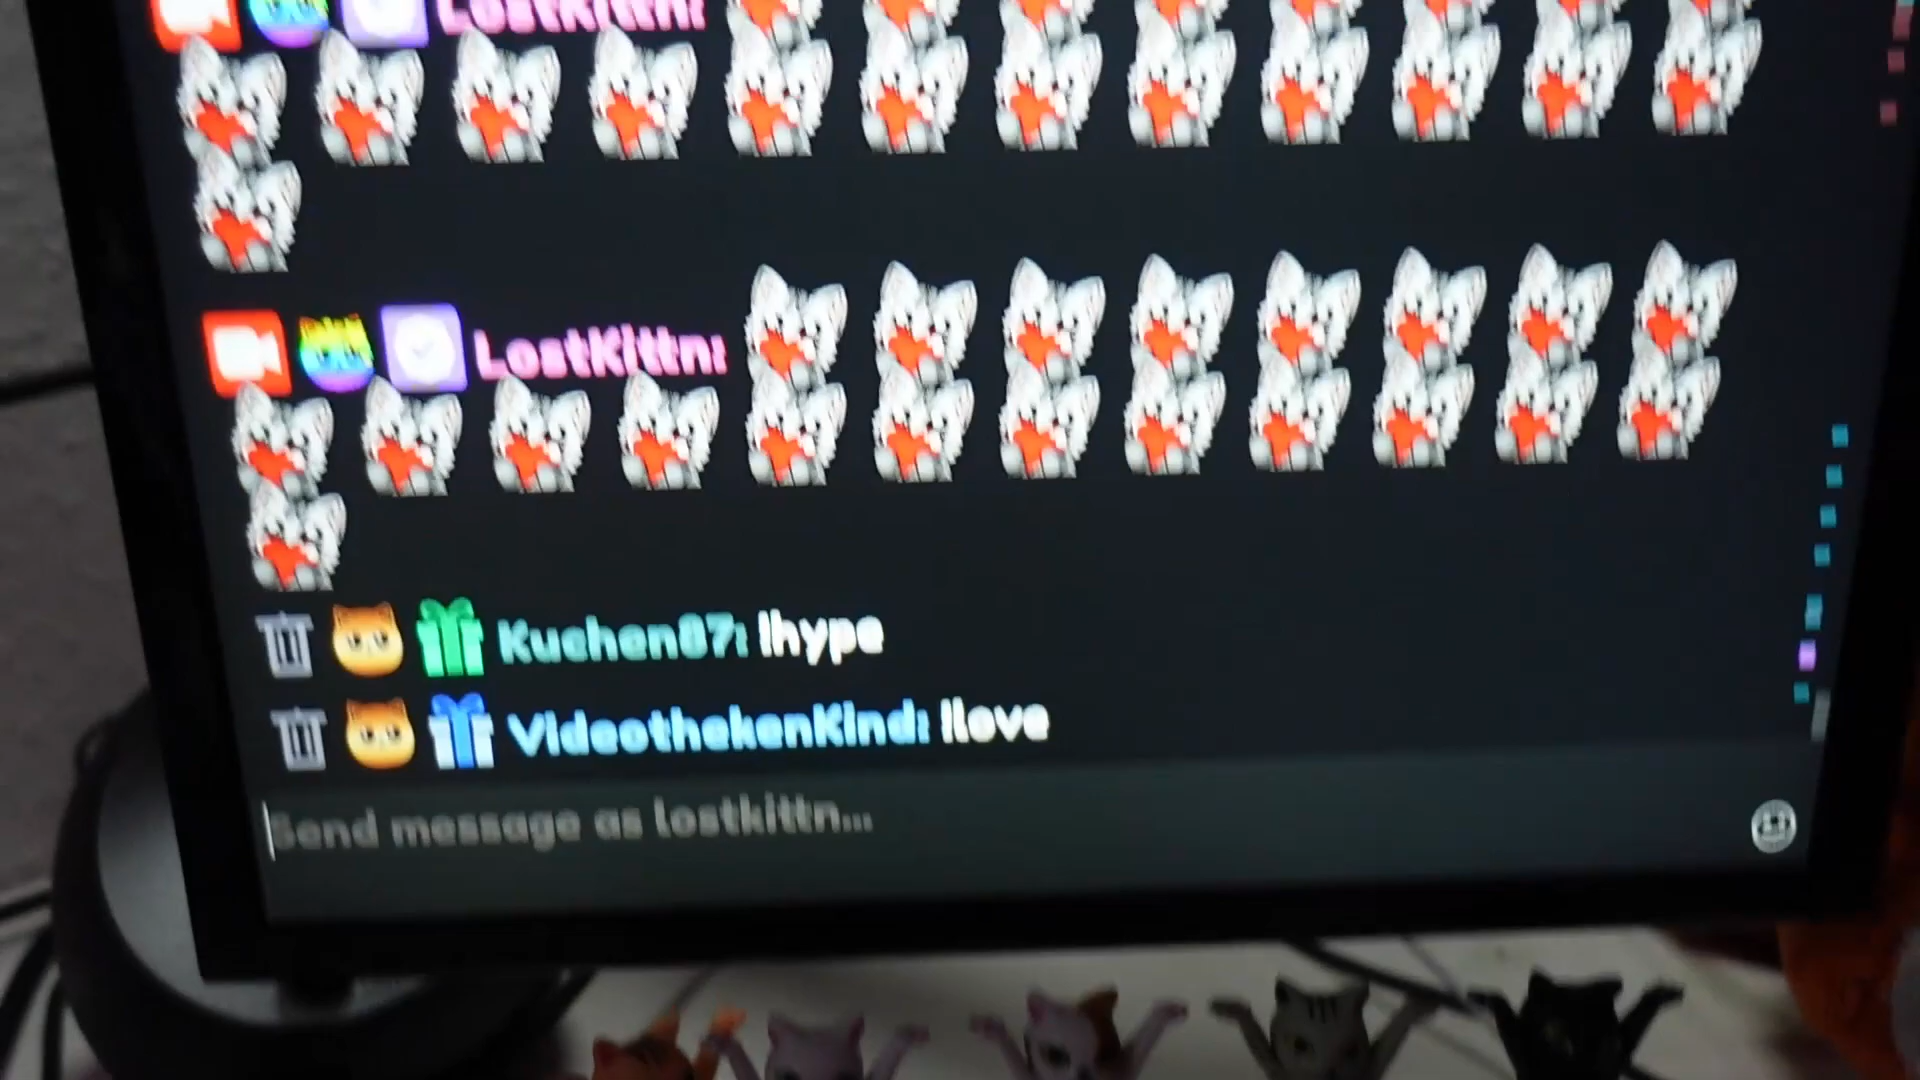 LostKittn:
LostKittn:
Kuchen87: !hype
VideothekenKind: !love
Send message as lostkittn...